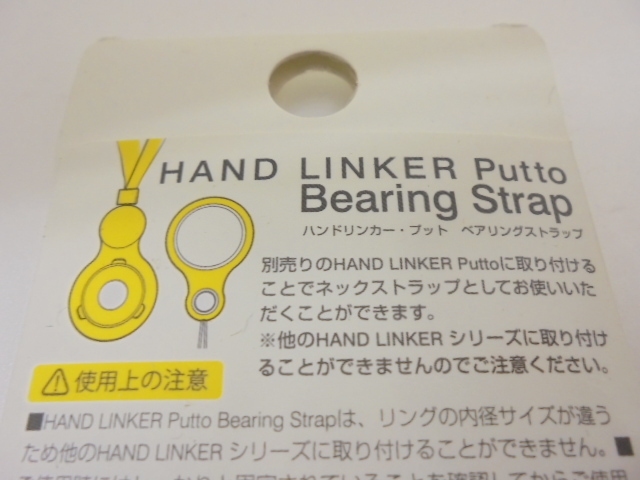 HAND LINKER Putto
Bearing Strap
ハンドリンカー・プット ベアリングストラップ
別売りのHAND LINKER Puttoに取り付ける
ことでネックストラップとしてお使いいた
だくことができます。
※他のHAND LINKER シリーズに取り付け
ることができませんのでご注意ください。
使用上の注意
■HAND LINKER Putto Bearing Strapは、リングの内径サイズが違う
ため他のHAND LINKER シリーズに取り付けることができません。■